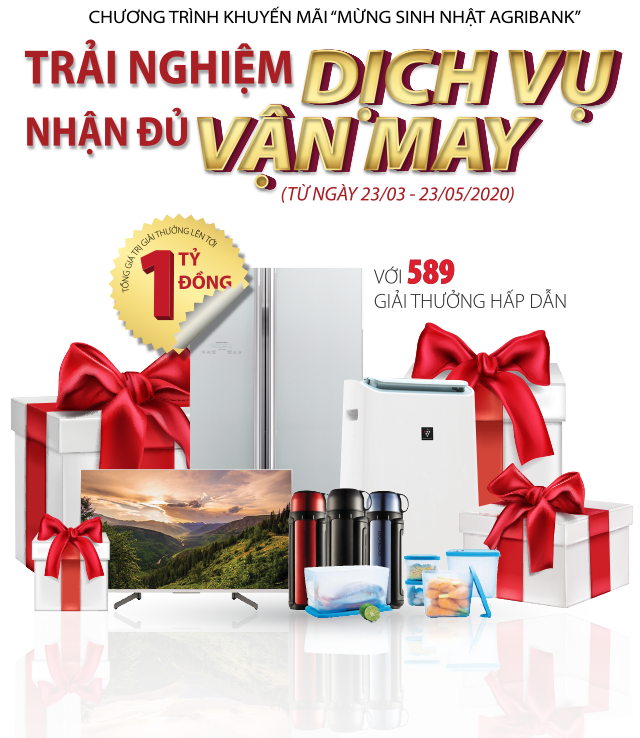 CHƯƠNG TRÌNH KHUYẾN MÃI “MỪNG SINH NHẬT AGRIBANK”
TRẢI NGHIỆM DỊCH VỤ
NHẬN ĐỦ VẬN MAY
(TỪ NGÀY 23/03 - 23/05/2020)
TỔNG GIÁ TRỊ GIẢI THƯỞNG LÊN TỚI
1 TỶ
ĐỒNG
VỚI 589
GIẢI THƯỞNG HẤP DẪN